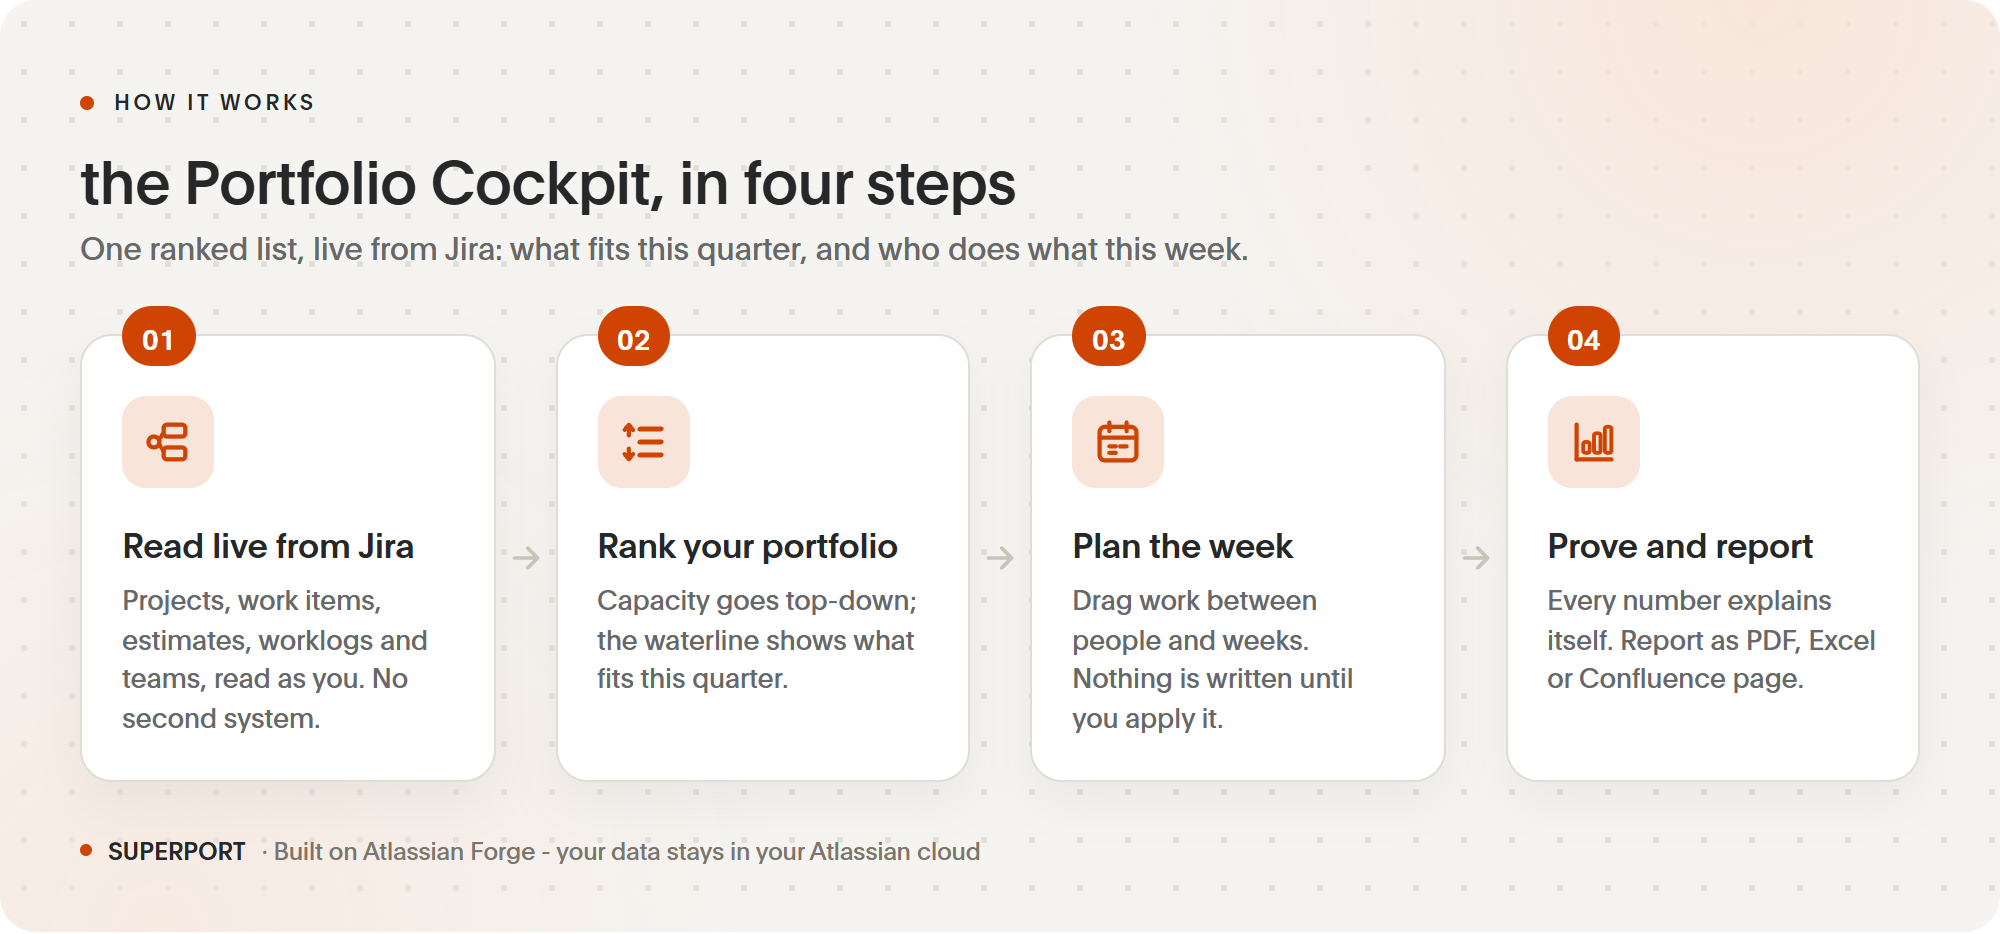 HOW IT WORKS
the Portfolio Cockpit, in four steps
One ranked list, live from Jira: what fits this quarter, and who does what this week.
01
Read live from Jira
Projects, work items,
estimates, worklogs and
teams, read as you. No
second system.
02
Rank your portfolio
Capacity goes top-down;
the waterline shows what
fits this quarter.
03
Plan the week
Drag work between
people and weeks.
Nothing is written until
you apply it.
04
Prove and report
Every number explains
itself. Report as PDF, Excel
or Confluence page.
SUPERPORT · Built on Atlassian Forge - your data stays in your Atlassian cloud